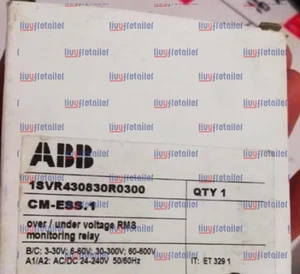 ABB
1SVR430830R0300
QTY 1
CM-ESS.1
over / under voltage RMS
monitoring relay
B/C: 3-30V; 6-60V; 30-300V; 60-600V
A1/A2: AC/DC 24-240V 50/60Hz
IT: ET 329 1